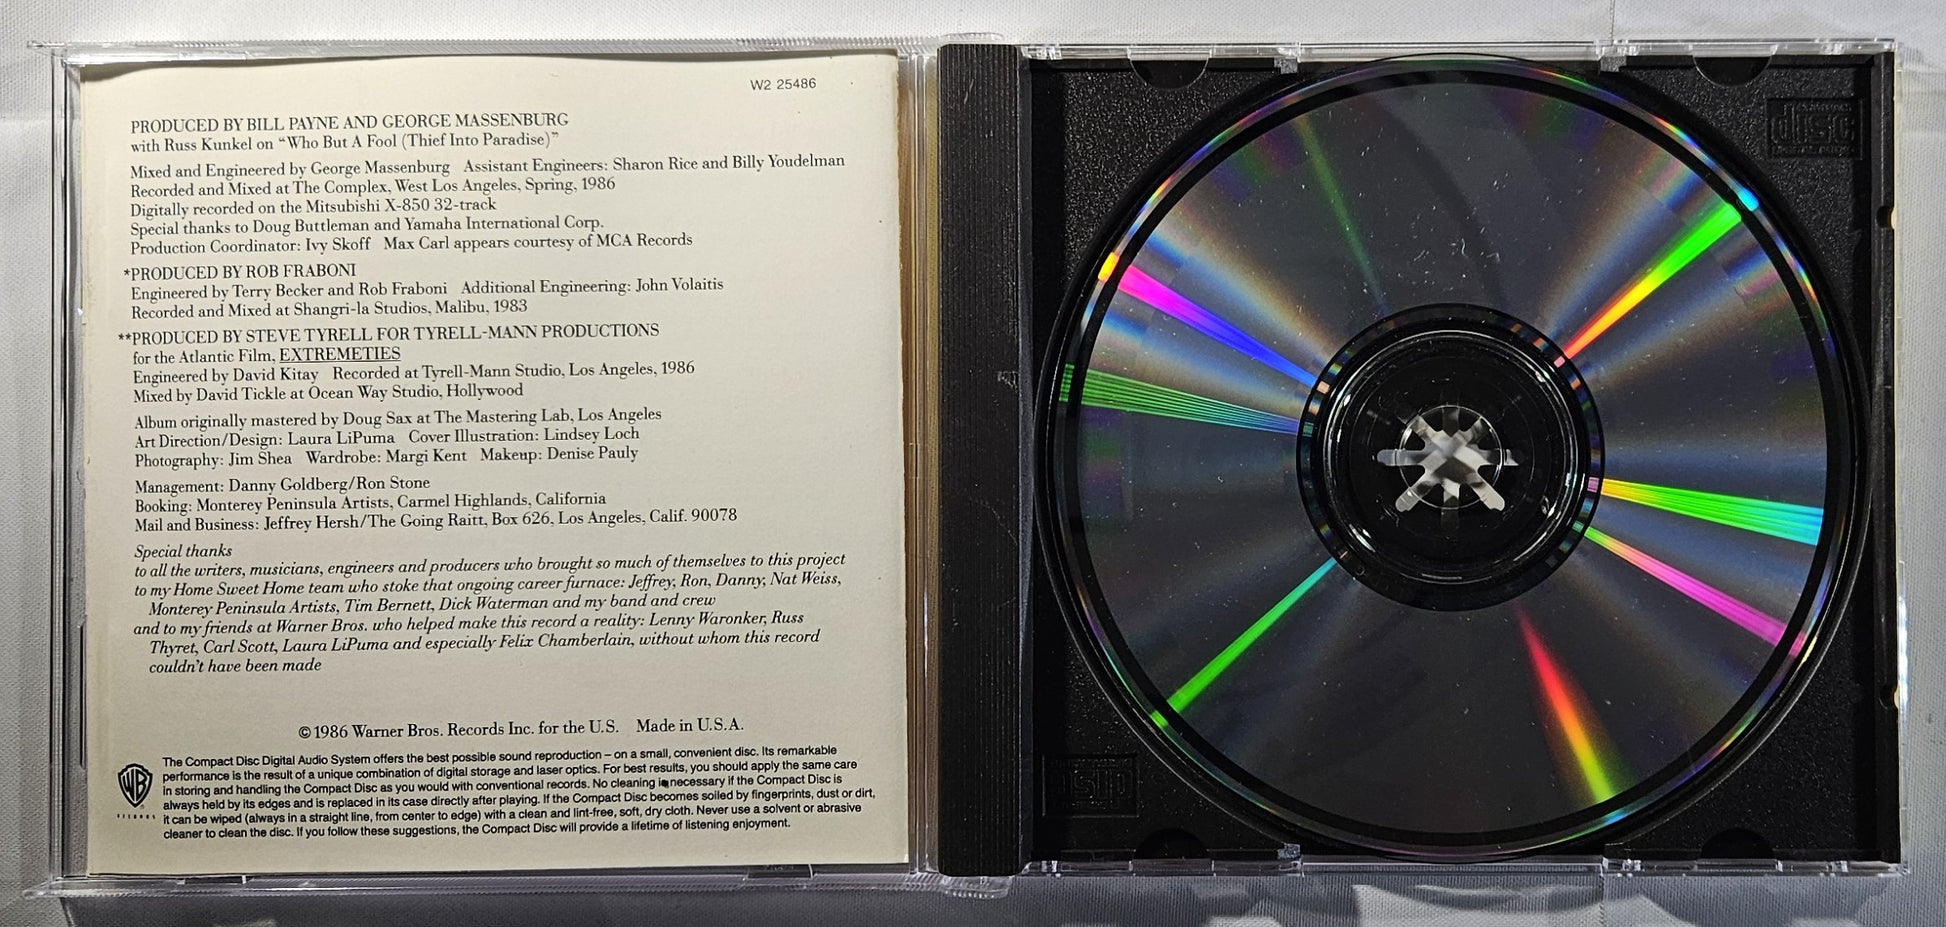 W2 25486
PRODUCED BY BILL PAYNE AND GEORGE MASSENBURG
with Russ Kunkel on "Who But A Fool (Thief Into Paradise)"
Mixed and Engineered by George Massenburg Assistant Engineers: Sharon Rice and Billy Youdelman
Recorded and Mixed at The Complex, West Los Angeles, Spring, 1986
Digitally recorded on the Mitsubishi X-850 32-track
Special thanks to Doug Buttleman and Yamaha International Corp.
Production Coordinator: Ivy Skoff Max Carl appears courtesy of MCA Records
*PRODUCED BY ROB FRABONI
Engineered by Terry Becker and Rob Fraboni Additional Engineering: John Volaitis
Recorded and Mixed at Shangri-la Studios, Malibu, 1983
**PRODUCED BY STEVE TYRELL FOR TYRELL-MANN PRODUCTIONS
for the Atlantic Film, EXTREMETIES
Engineered by David Kitay Recorded at Tyrell-Mann Studio, Los Angeles, 1986
Mixed by David Tickle at Ocean Way Studio, Hollywood
Album originally mastered by Doug Sax at The Mastering Lab, Los Angeles
Art Direction/Design: Laura LiPuma Cover Illustration: Lindsey Loch
Photography: Jim Shea Wardrobe: Margi Kent Makeup: Denise Pauly
Management: Danny Goldberg/Ron Stone
Booking: Monterey Peninsula Artists, Carmel Highlands, California
Mail and Business: Jeffrey Hersh/The Going Raitt, Box 626, Los Angeles, Calif. 90078
Special thanks
to all the writers, musicians, engineers and producers who brought so much of themselves to this project
to my Home Sweet Home team who stoke that ongoing career furnace: Jeffrey, Ron, Danny, Nat Weiss,
Monterey Peninsula Artists, Tim Bernett, Dick Waterman and my band and crew
and to my friends at Warner Bros. who helped make this record a reality: Lenny Waronker, Russ
Thyret, Carl Scott, Laura LiPuma and especially Felix Chamberlain, without whom this record
couldn't have been made
©1986 Warner Bros. Records Inc. for the U.S. Made in U.S.A.
The Compact Disc Digital Audio System offers the best possible sound reproduction – on a small, convenient disc. Its remarkable
performance is the result of a unique combination of digital storage and laser optics. For best results, you should apply the same care
in storing and handling the Compact Disc as you would with conventional records. No cleaning is necessary if the Compact Disc is
always held by its edges and is replaced in its case directly after playing. If the Compact Disc becomes soiled by fingerprints, dust or dirt,
it can be wiped (always in a straight line, from center to edge) with a clean and lint-free, soft, dry cloth. Never use a solvent or abrasive
cleaner to clean the disc. If you follow these suggestions, the Compact Disc will provide a lifetime of listening enjoyment.
WB
RECORDS
disc
DIGITAL AUDIO
disc